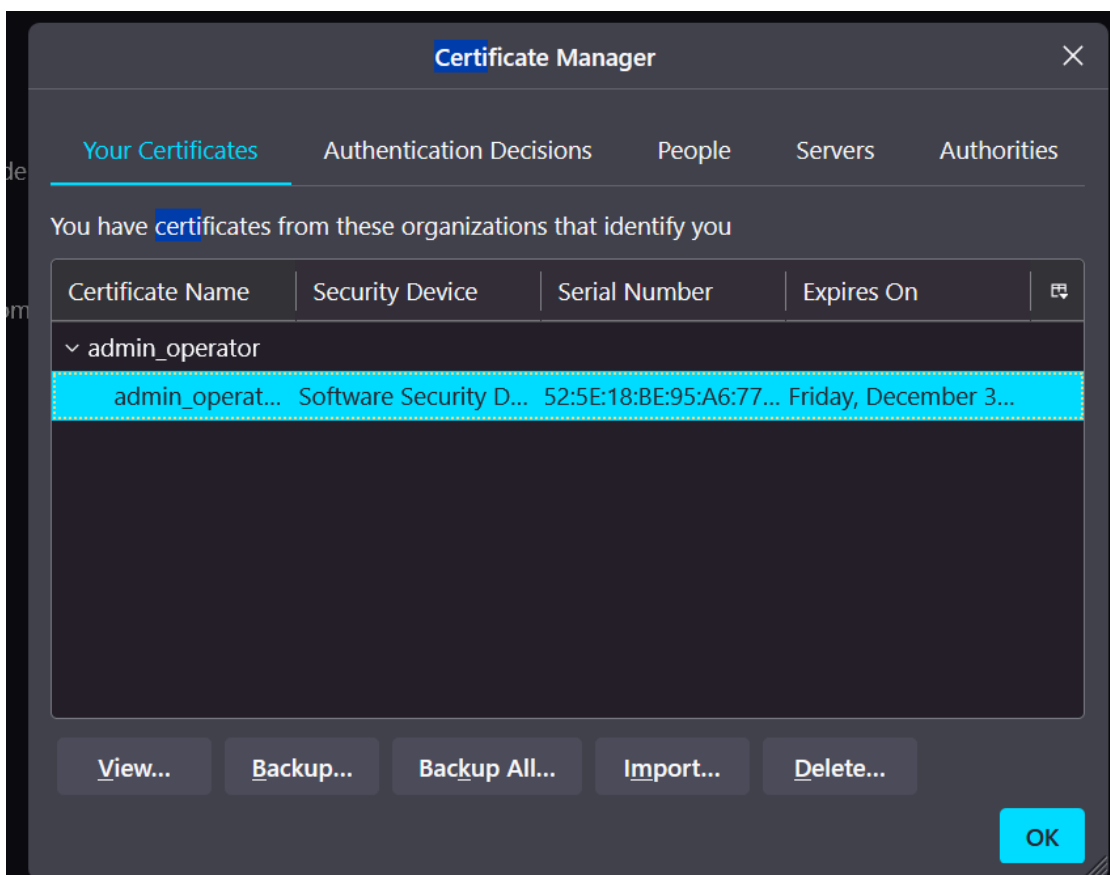 Certificate Manager
de
Your Certificates Authentication Decisions People Servers Authorities
You have certificates from these organizations that identify you
Certificate Name Security Device Serial Number Expires On
om
admin_operator
admin_operat... Software Security D... 52:5E:18:BE:95:A6:77... Friday, December 3...
View... Backup... Backup All... Import... Delete...
OK